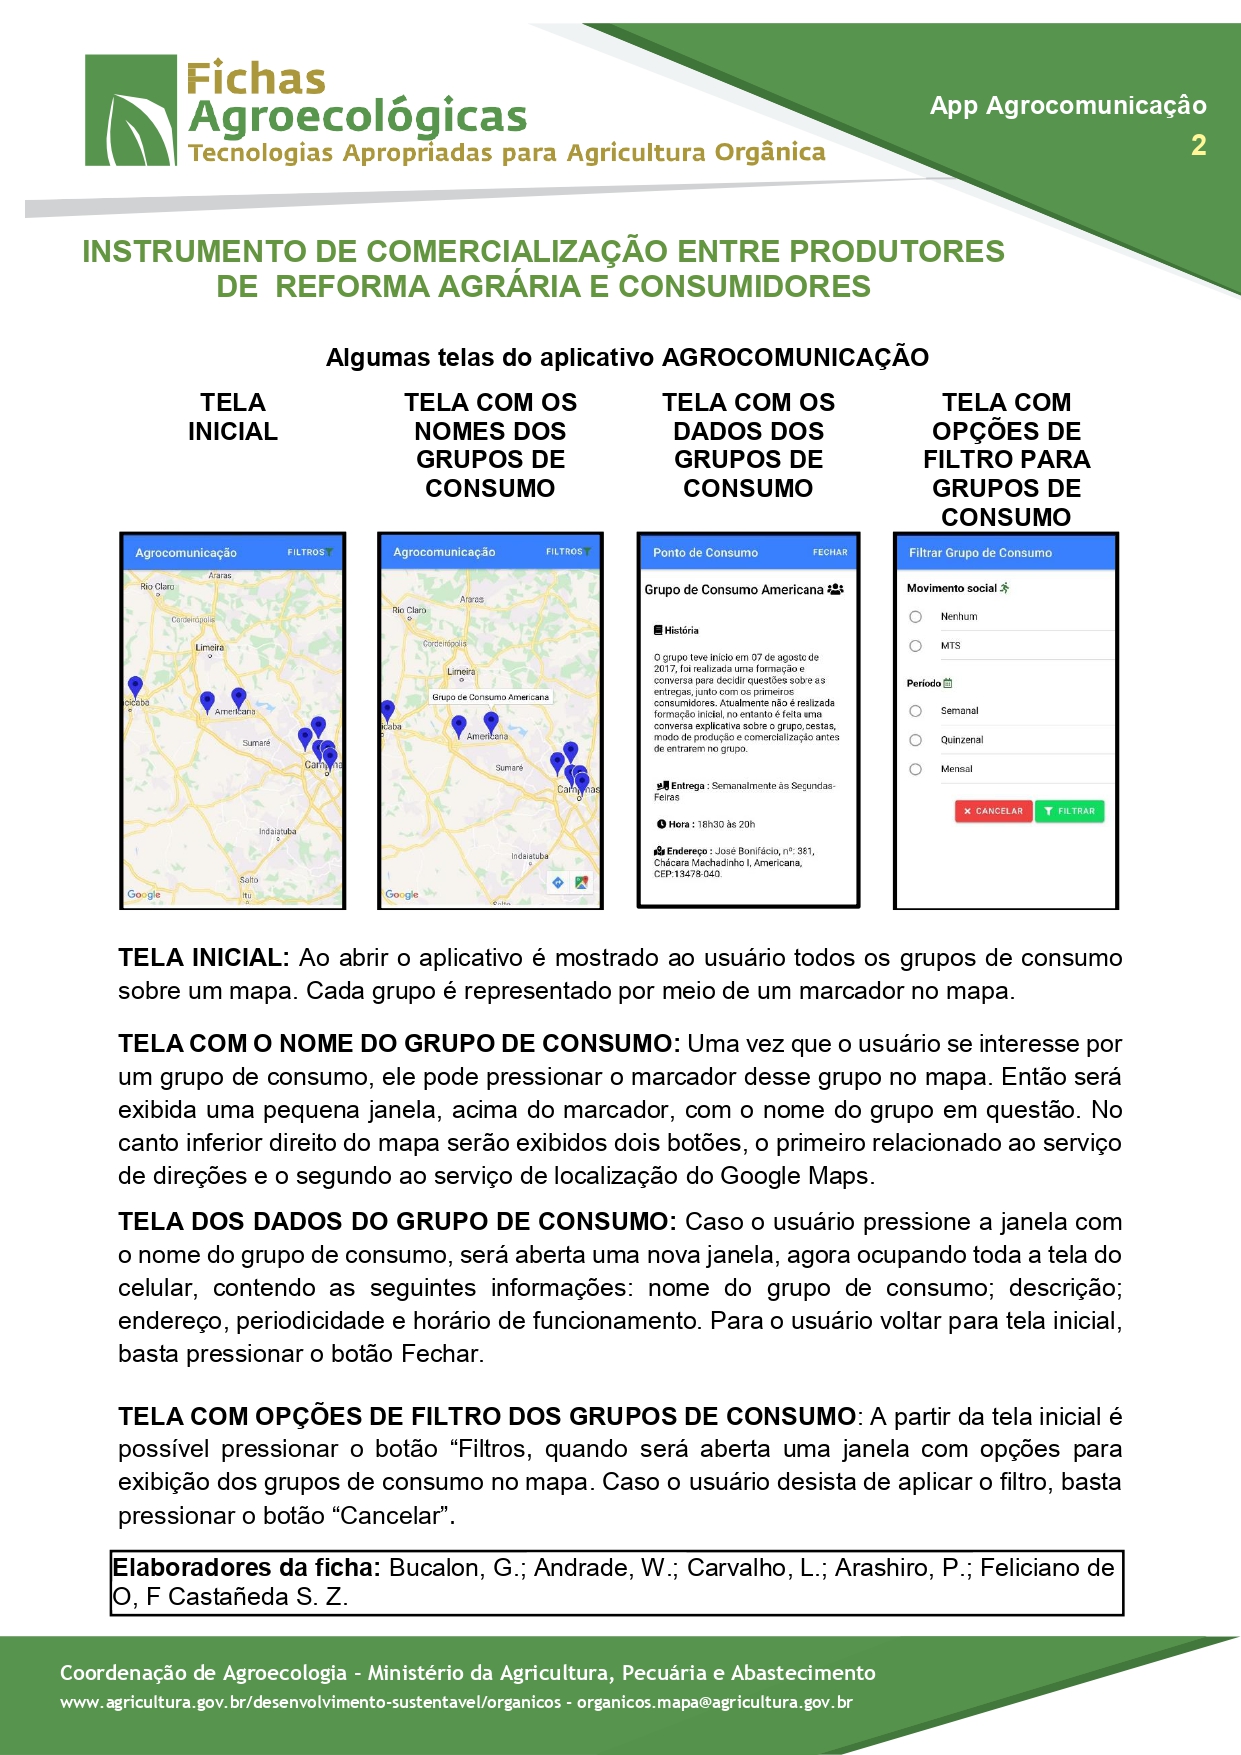 Fichas
Agroecológicas
Tecnologias Apropriadas para Agricultura Orgânica
App Agrocomunicação
2
INSTRUMENTO DE COMERCIALIZAÇÃO ENTRE PRODUTORES
DE REFORMA AGRÁRIA E CONSUMIDORES
Algumas telas do aplicativo AGROCOMUNICAÇÃO
TELA
INICIAL
TELA COM OS
NOMES DOS
GRUPOS DE
CONSUMO
TELA COM OS
DADOS DOS
GRUPOS DE
CONSUMO
TELA COM
OPÇÕES DE
FILTRO PARA
GRUPOS DE
CONSUMO
Agrocomunicação FILTROS
Araras
Rio Claro
Cordeirópolis
Limeira
cicaba
Americana
Sumaré
Indaiatuba
Salto
Itu
Google
Agrocomunicação FILTROS
Araras
Rio Claro
Cordeirópolis
Limeira
Grupo de Consumo Americana
icaba
Americana
Sumaré
Indaiatuba
Google
Ponto de Consumo FECHAR
Grupo de Consumo Americana
História
O grupo teve início em 07 de agosto de
2017, foi realizada uma formação e
conversa para decidir questões sobre as
entregas, junto com os primeiros
consumidores. Atualmente não é realizada
formação inicial, no entanto é feita uma
conversa explicativa sobre o grupo, cestas,
modo de produção e comercialização antes
de entrarem no grupo.
Entrega : Semanalmente às Segundas-
Feiras
Hora : 18h30 às 20h
Endereço : José Bonifácio, nº: 381,
Chácara Machadinho I, Americana,
CEP:13478-040.
Filtrar Grupo de Consumo
Movimento social
Nenhum
MTS
Período
Semanal
Quinzenal
Mensal
CANCELAR FILTRAR
TELA INICIAL: Ao abrir o aplicativo é mostrado ao usuário todos os grupos de consumo
sobre um mapa. Cada grupo é representado por meio de um marcador no mapa.
TELA COM O NOME DO GRUPO DE CONSUMO: Uma vez que o usuário se interesse por
um grupo de consumo, ele pode pressionar o marcador desse grupo no mapa. Então será
exibida uma pequena janela, acima do marcador, com o nome do grupo em questão. No
canto inferior direito do mapa serão exibidos dois botões, o primeiro relacionado ao serviço
de direções e o segundo ao serviço de localização do Google Maps.
TELA DOS DADOS DO GRUPO DE CONSUMO: Caso o usuário pressione a janela com
o nome do grupo de consumo, será aberta uma nova janela, agora ocupando toda a tela do
celular, contendo as seguintes informações: nome do grupo de consumo; descrição;
endereço, periodicidade e horário de funcionamento. Para o usuário voltar para tela inicial,
basta pressionar o botão Fechar.
TELA COM OPÇÕES DE FILTRO DOS GRUPOS DE CONSUMO: A partir da tela inicial é
possível pressionar o botão “Filtros, quando será aberta uma janela com opções para
exibição dos grupos de consumo no mapa. Caso o usuário desista de aplicar o filtro, basta
pressionar o botão “Cancelar”.
Elaboradores da ficha: Bucalon, G.; Andrade, W.; Carvalho, L.; Arashiro, P.; Feliciano de
O, F Castañeda S. Z.
Coordenação de Agroecologia - Ministério da Agricultura, Pecuária e Abastecimento
www.agricultura.gov.br/desenvolvimento-sustentavel/organicos - organicos.mapa@agricultura.gov.br